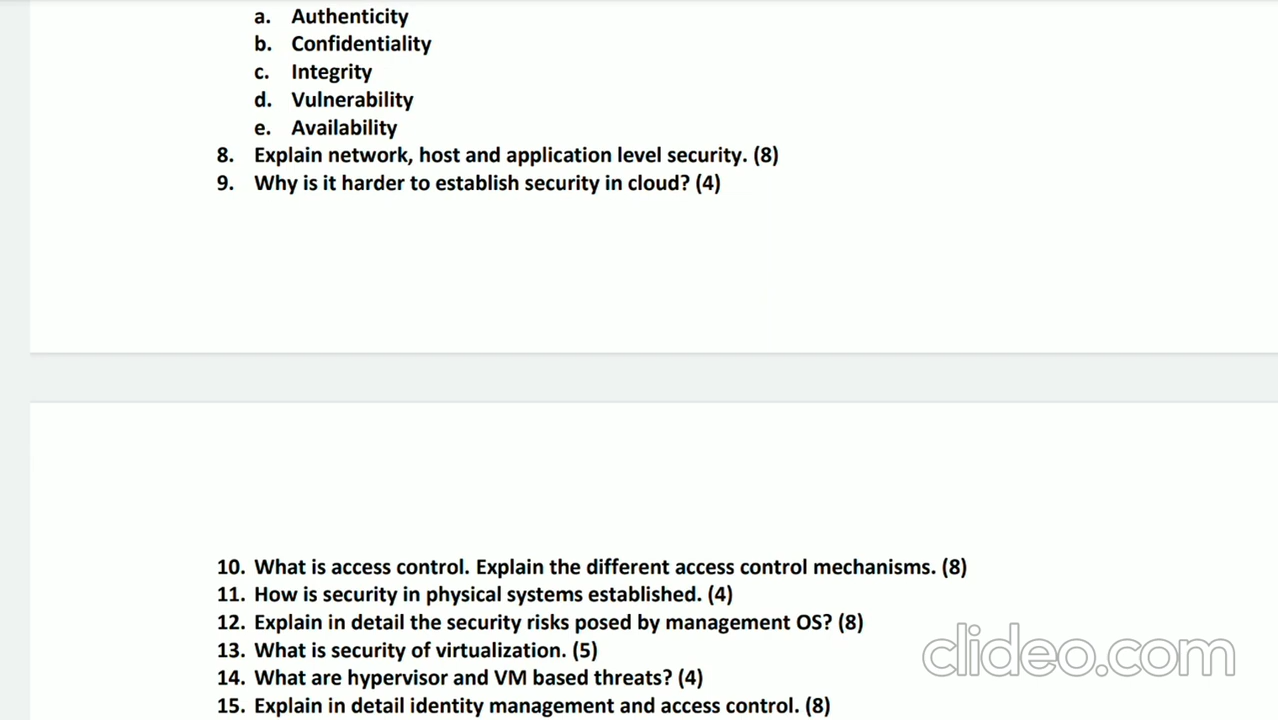 a. Authenticity
b. Confidentiality
c. Integrity
d. Vulnerability
e. Availability
8. Explain network, host and application level security. (8)
9. Why is it harder to establish security in cloud? (4)
10. What is access control. Explain the different access control mechanisms. (8)
11. How is security in physical systems established. (4)
12. Explain in detail the security risks posed by management OS? (8)
13. What is security of virtualization. (5)
14. What are hypervisor and VM based threats? (4)
15. Explain in detail identity management and access control. (8)
clideo.com